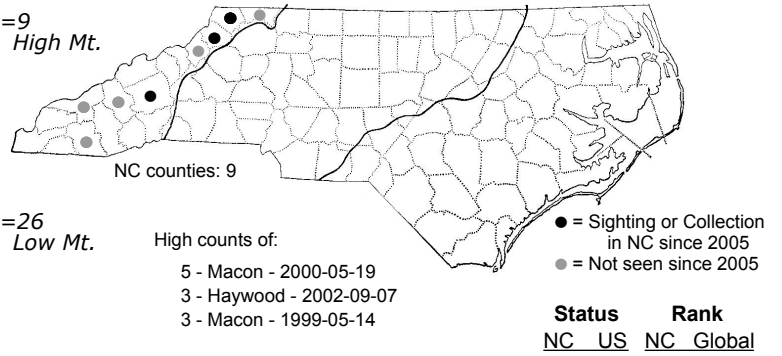 =9
High Mt.
NC counties: 9
=26
Low Mt.
High counts of:
5 - Macon - 2000-05-19
3 - Haywood - 2002-09-07
3 - Macon - 1999-05-14
● = Sighting or Collection
in NC since 2005
● = Not seen since 2005
Status Rank
NC US NC Global